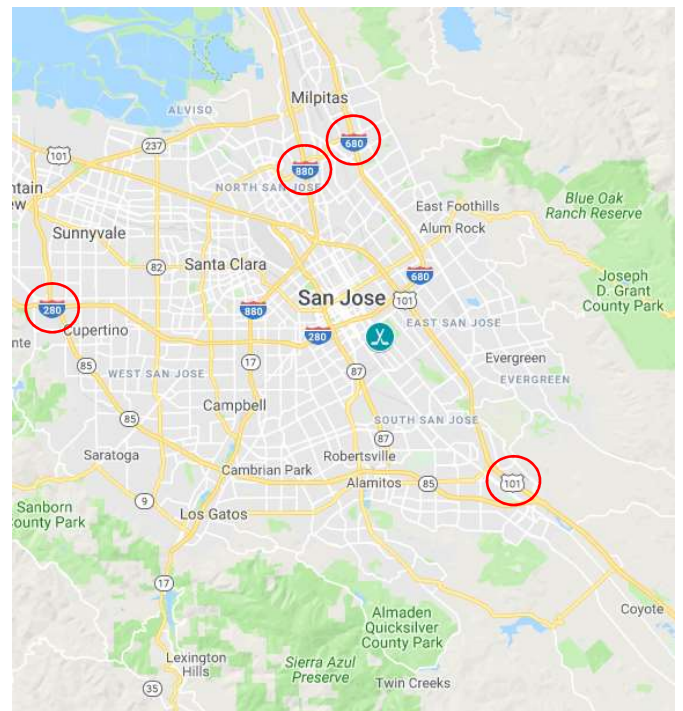 Milpitas
ALVISO
680
237
101
880
ntain
ew
NORTH SAN JOSE
East Foothills
Blue Oak
Ranch Reserve
Alum Rock
Sunnyvale
82
Santa Clara
680
Joseph
D. Grant
County Park
San Jose
101
280
880
EAST SAN JOSE
Cupertino
280
nte
Evergreen
85
17
87
WEST SAN JOSE
EVERGREEN
Campbell
85
SOUTH SAN JOSE
87
Saratoga
Robertsville
Cambrian Park
Alamitos
85
101
9
Sanborn
ounty Park
Los Gatos
17
Coyote
Almaden
Quicksilver
County Park
Lexington
Hills
Sierra Azul
Preserve
35
Twin Creeks